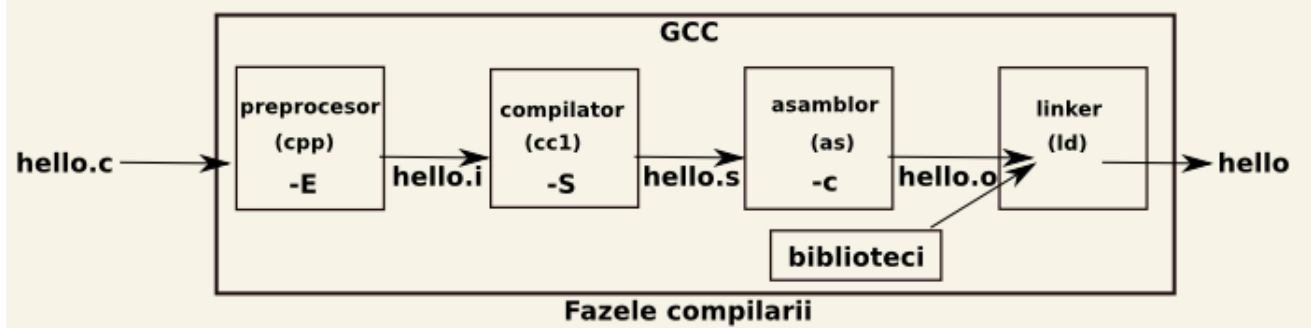 GCC
hello.c
preprocesor
(cpp)
-E
hello.i
compilator
(cc1)
-S
hello.s
asamblor
(as)
-c
hello.o
biblioteci
linker
(ld)
hello
Fazele compilarii